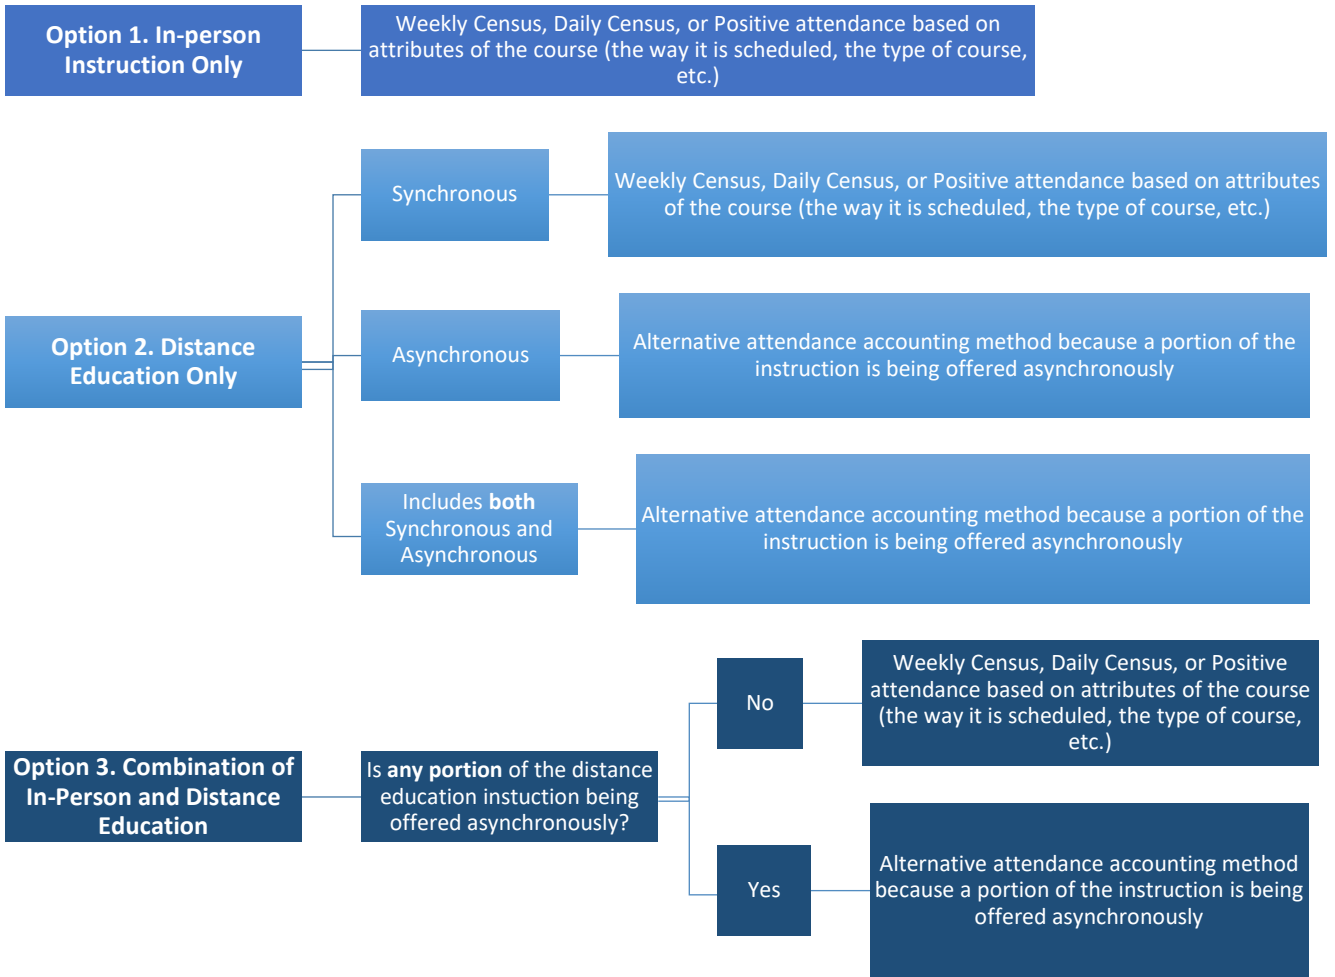 Option 1. In-person
Instruction Only
Weekly Census, Daily Census, or Positive attendance based on
attributes of the course (the way it is scheduled, the type of course,
etc.)
Option 2. Distance
Education Only
Synchronous
Weekly Census, Daily Census, or Positive attendance based on attributes
of the course (the way it is scheduled, the type of course, etc.)
Asynchronous
Alternative attendance accounting method because a portion of the
instruction is being offered asynchronously
Includes both
Synchronous and
Asynchronous
Alternative attendance accounting method because a portion of the
instruction is being offered asynchronously
Option 3. Combination of
In-Person and Distance
Education
Is any portion of the distance
education instuction being
offered asynchronously?
No
Weekly Census, Daily Census, or Positive
attendance based on attributes of the course
(the way it is scheduled, the type of course,
etc.)
Yes
Alternative attendance accounting method
because a portion of the instruction is being
offered asynchronously